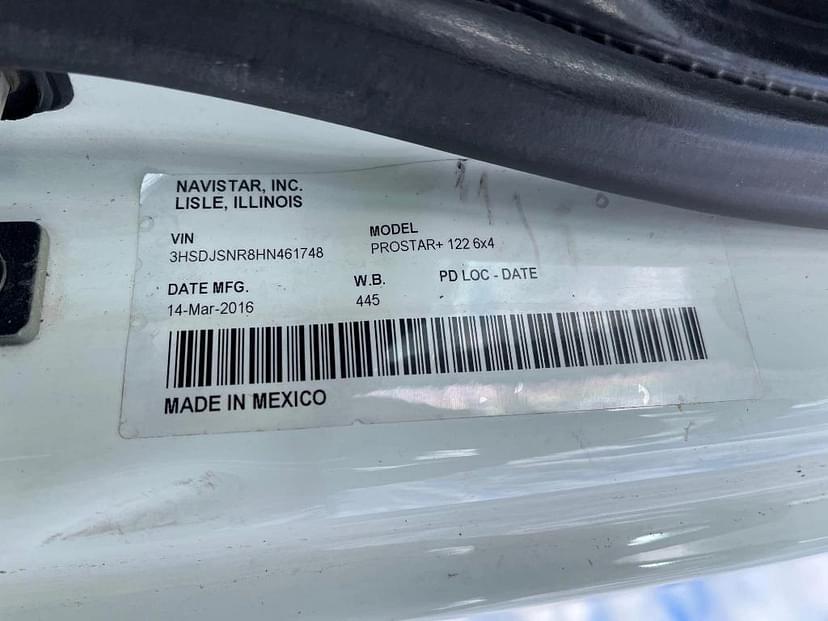 NAVISTAR, INC.
LISLE, ILLINOIS
VIN
MODEL
3HSDJSNR8HN461748
PROSTAR+ 122 6x4
DATE MFG.
W.B.
PD LOC - DATE
14-Mar-2016
445
MADE IN MEXICO